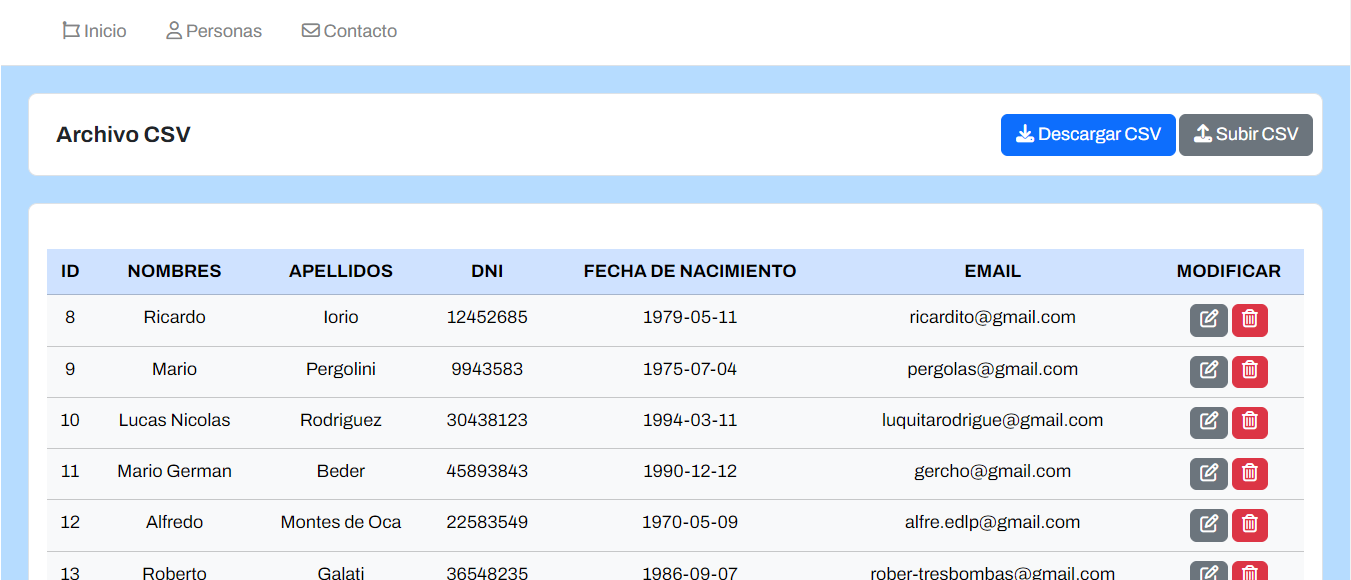 Inicio Personas Contacto
Archivo CSV Descargar CSV Subir CSV
ID NOMBRES APELLIDOS DNI FECHA DE NACIMIENTO EMAIL MODIFICAR
8 Ricardo Iorio 12452685 1979-05-11 ricardito@gmail.com
9 Mario Pergolini 9943583 1975-07-04 pergolas@gmail.com
10 Lucas Nicolas Rodriguez 30438123 1994-03-11 luquitarodrigue@gmail.com
11 Mario German Beder 45893843 1990-12-12 gercho@gmail.com
12 Alfredo Montes de Oca 22583549 1970-05-09 alfre.edlp@gmail.com
13 Roberto Galati 36548235 1986-09-07 rober-tresbombas@gmail.com